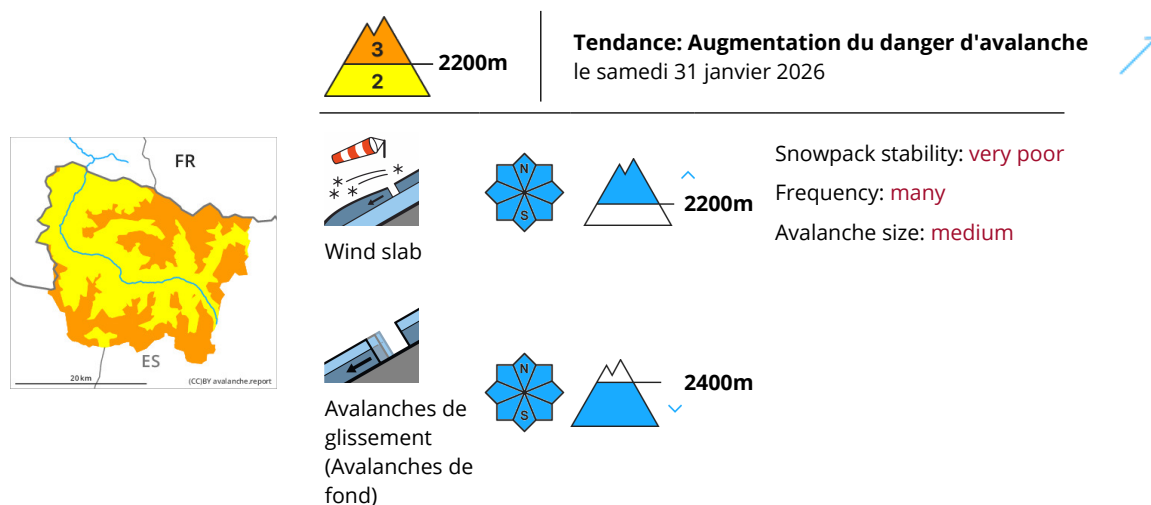 3
2
2200m
Tendance: Augmentation du danger d'avalanche
le samedi 31 janvier 2026
FR
ES
20 km
(CC)BY avalanche.report
Wind slab
N
S
2200m
Snowpack stability: very poor
Frequency: many
Avalanche size: medium
Avalanches de
glissement
(Avalanches de
fond)
N
S
2400m